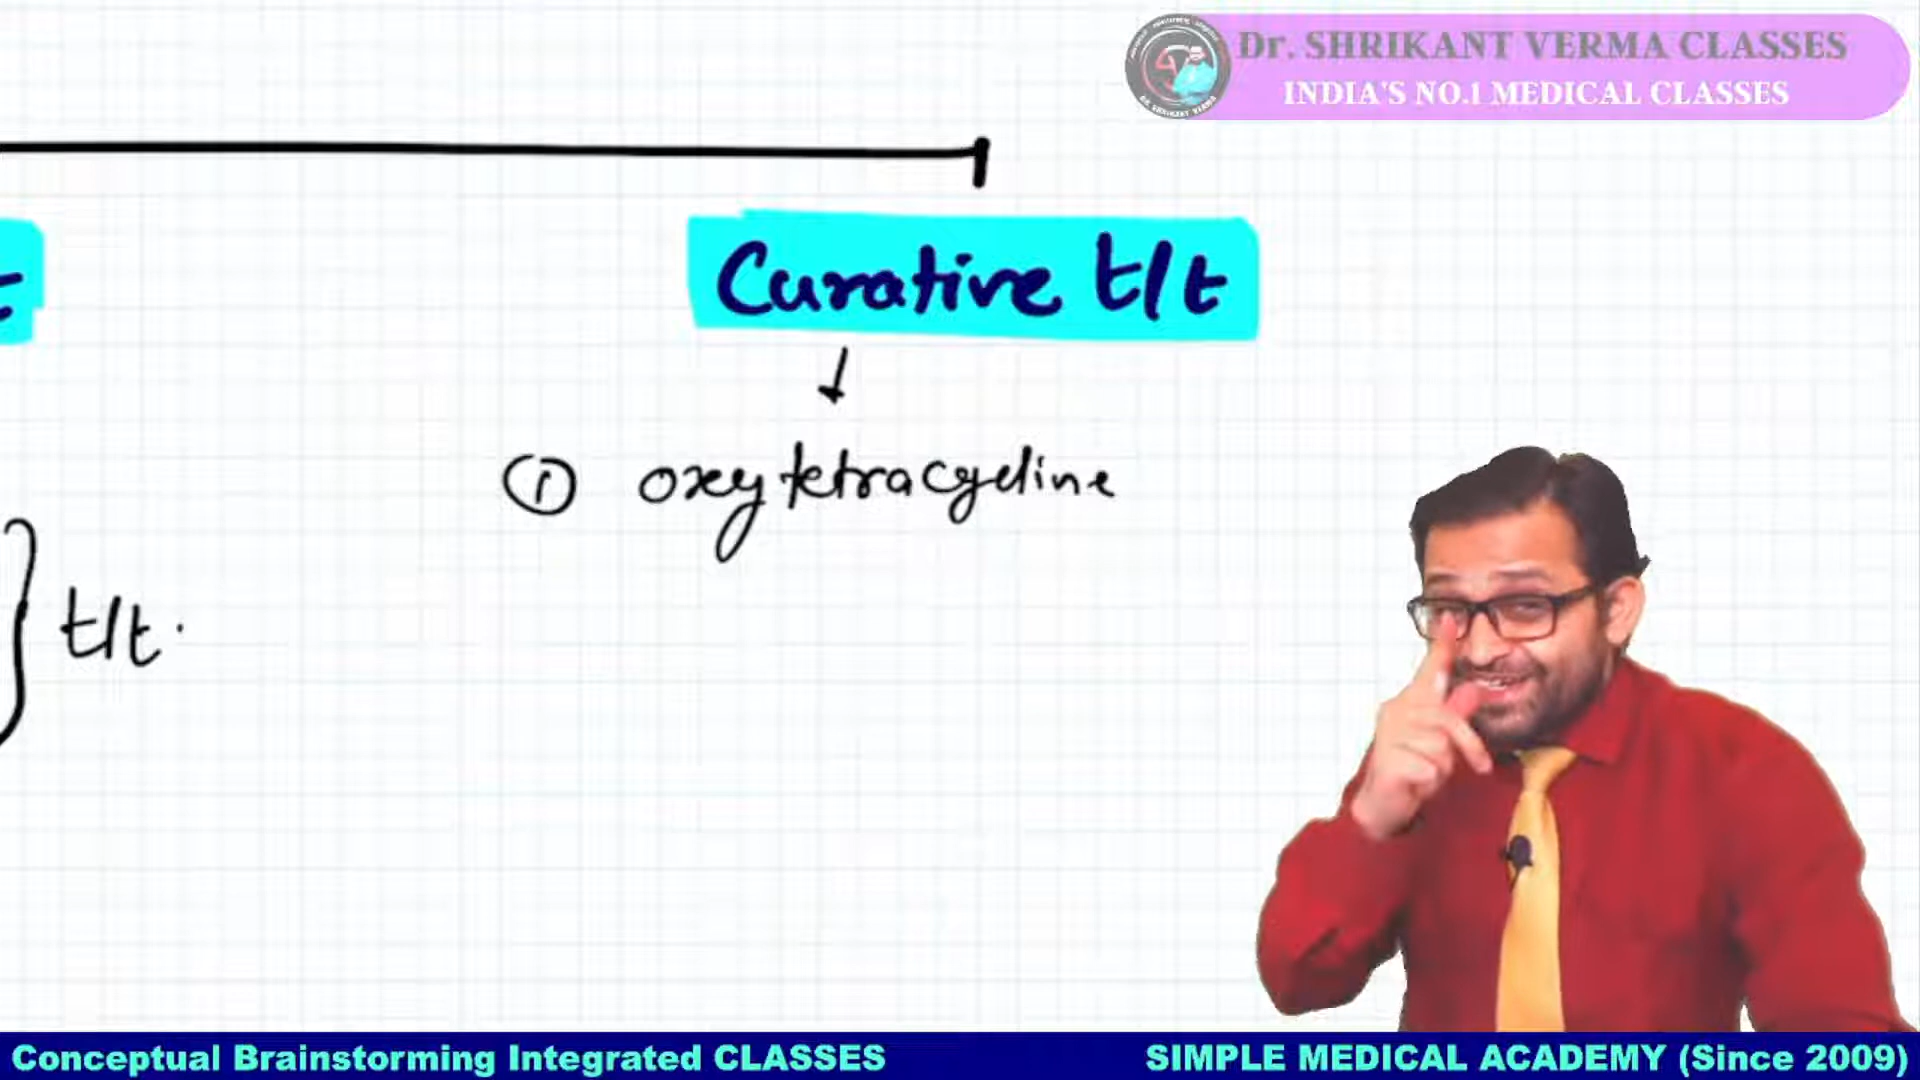 Dr. SHRIKANT VERMA CLASSES
INDIA'S NO.1 MEDICAL CLASSES
t
Curative t/t
① oxytetracycline
} t/t.
Conceptual Brainstorming Integrated CLASSES
SIMPLE MEDICAL ACADEMY (Since 2009)